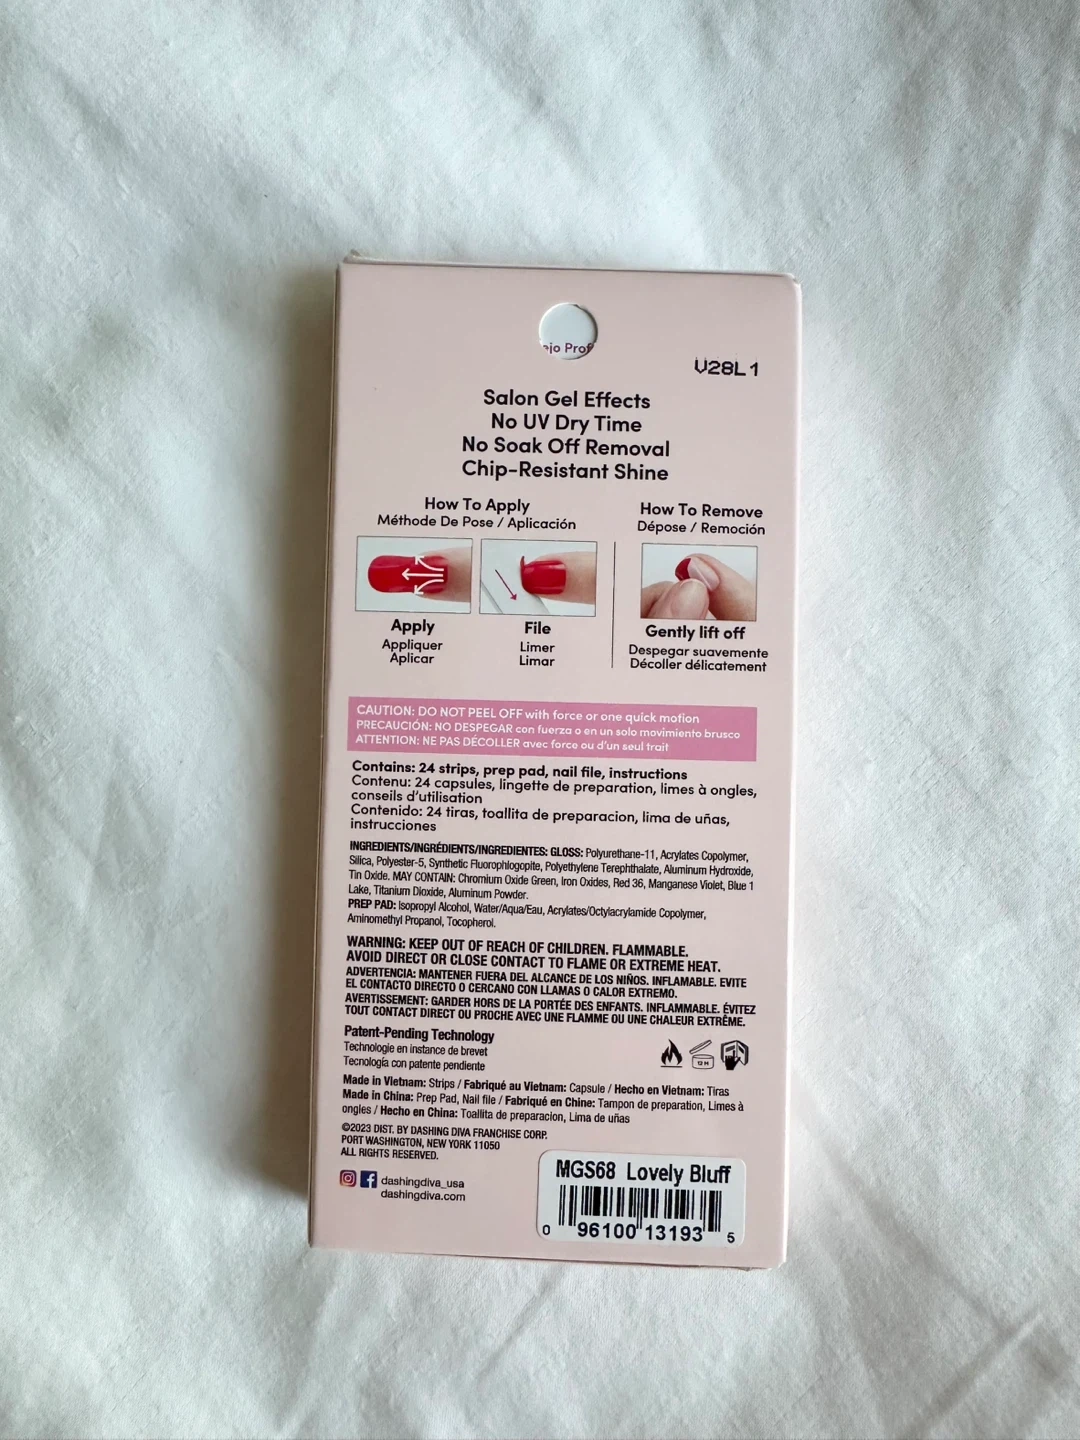 ejo Prof
V28L1
Salon Gel Effects
No UV Dry Time
No Soak Off Removal
Chip-Resistant Shine
How To Apply
Méthode De Pose / Aplicación
Apply
Appliquer
Aplicar
File
Limer
Limar
How To Remove
Dépose / Remoción
Gently lift off
Despegar suavemente
Décoller délicatement
CAUTION: DO NOT PEEL OFF with force or one quick motion
PRECAUCIÓN: NO DESPEGAR con fuerza o en un solo movimiento brusco
ATTENTION: NE PAS DÉCOLLER avec force ou d'un seul trait
Contains: 24 strips, prep pad, nail file, instructions
Contenu: 24 capsules, lingette de preparation, limes à ongles,
conseils d'utilisation
Contenido: 24 tiras, toallita de preparacion, lima de uñas,
instrucciones
INGREDIENTS/INGRÉDIENTS/INGREDIENTES: GLOSS: Polyurethane-11, Acrylates Copolymer,
Silica, Polyester-5, Synthetic Fluorophlogopite, Polyethylene Terephthalate, Aluminum Hydroxide,
Tin Oxide. MAY CONTAIN: Chromium Oxide Green, Iron Oxides, Red 36, Manganese Violet, Blue 1
Lake, Titanium Dioxide, Aluminum Powder.
PREP PAD: Isopropyl Alcohol, Water/Aqua/Eau, Acrylates/Octylacrylamide Copolymer,
Aminomethyl Propanol, Tocopherol.
WARNING: KEEP OUT OF REACH OF CHILDREN. FLAMMABLE.
AVOID DIRECT OR CLOSE CONTACT TO FLAME OR EXTREME HEAT.
ADVERTENCIA: MANTENER FUERA DEL ALCANCE DE LOS NIÑOS. INFLAMABLE. EVITE
EL CONTACTO DIRECTO O CERCANO CON LLAMAS O CALOR EXTREMO.
AVERTISSEMENT: GARDER HORS DE LA PORTÉE DES ENFANTS. INFLAMMABLE. ÉVITEZ
TOUT CONTACT DIRECT OU PROCHE AVEC UNE FLAMME OU UNE CHALEUR EXTRÊME.
Patent-Pending Technology
Technologie en instance de brevet
Tecnología con patente pendiente
12 M
Made in Vietnam: Strips / Fabriqué au Vietnam: Capsule / Hecho en Vietnam: Tiras
Made in China: Prep Pad, Nail file / Fabriqué en Chine: Tampon de preparation, Limes à
ongles / Hecho en China: Toallita de preparacion, Lima de uñas
©2023 DIST. BY DASHING DIVA FRANCHISE CORP.
PORT WASHINGTON, NEW YORK 11050
ALL RIGHTS RESERVED.
dashingdiva_usa
dashingdiva.com
MGS68 Lovely Bluff
0 96100 13193 5